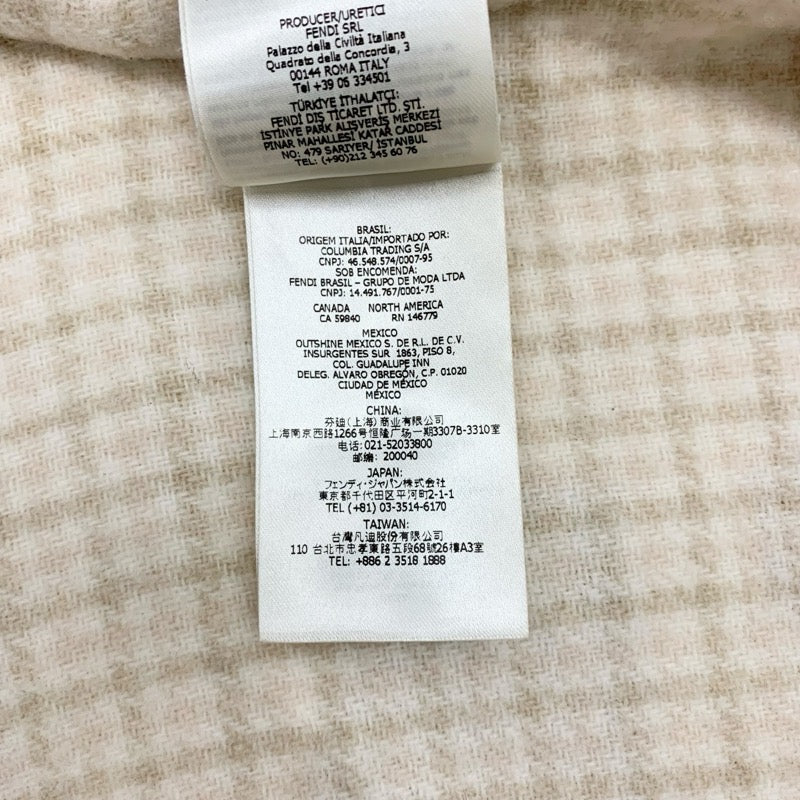 PRODUCER/URETICI
FENDI SRL
Palazzo della Civiltà Italiana
Quadrato della Concordia, 3
00144 ROMA ITALY
Tel +39 06 334501
TÜRKİYE İTHALATÇI:
FENDİ DIŞ TİCARET LTD. ŞTİ.
İSTİNYE PARK ALIŞVERİŞ MERKEZİ
PINAR MAHALLESİ KATAR CADDESİ
NO: 479 SARIYER/ İSTANBUL
TEL: (+90)212 345 60 76
BRASIL:
ORIGEM ITALIA/IMPORTADO POR:
COLUMBIA TRADING S/A
CNPJ: 46.548.574/0007-95
SOB ENCOMENDA:
FENDI BRASIL – GRUPO DE MODA LTDA
CNPJ: 14.491.767/0001-75
CANADA NORTH AMERICA
CA 59840 RN 146779
MEXICO
OUTSHINE MEXICO S. DE R.L. DE C.V.
INSURGENTES SUR 1863, PISO 8,
COL. GUADALUPE INN
DELEG. ALVARO OBREGÓN, C.P. 01020
CIUDAD DE MÉXICO
MÉXICO
CHINA:
芬迪(上海)商业有限公司
上海南京西路1266号恒隆广场一期3307B-3310室
电话: 021-52033800
邮编: 200040
JAPAN:
フェンディ・ジャパン株式会社
東京都千代田区平河町2-1-1
TEL (+81) 03-3514-6170
TAIWAN:
台灣凡迪股份有限公司
110 台北市忠孝東路五段68號26樓A3室
TEL: +886 2 3518 1888